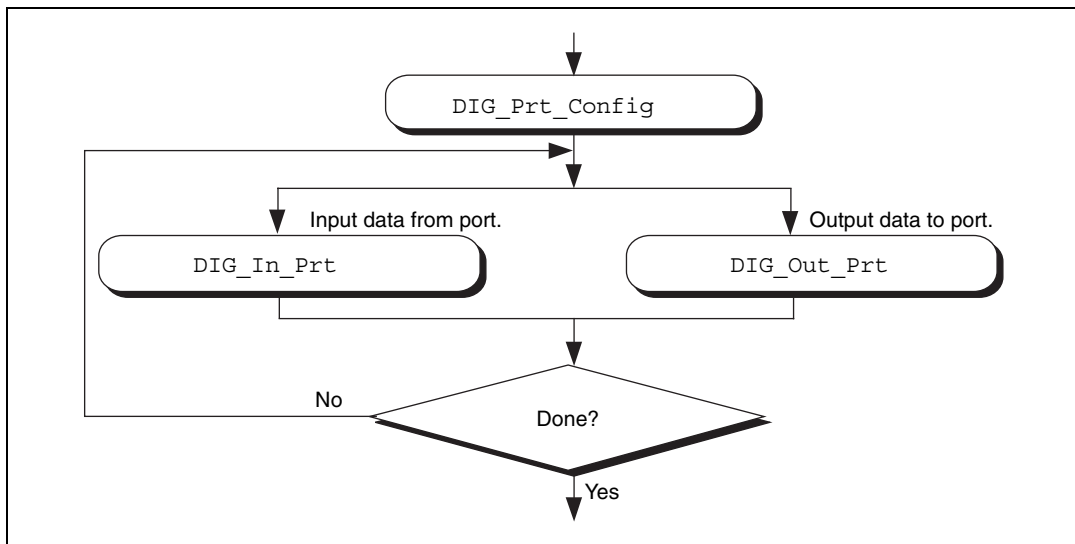 DIG_Prt_Config
Input data from port.
Output data to port.
DIG_In_Prt
DIG_Out_Prt
No
Done?
Yes